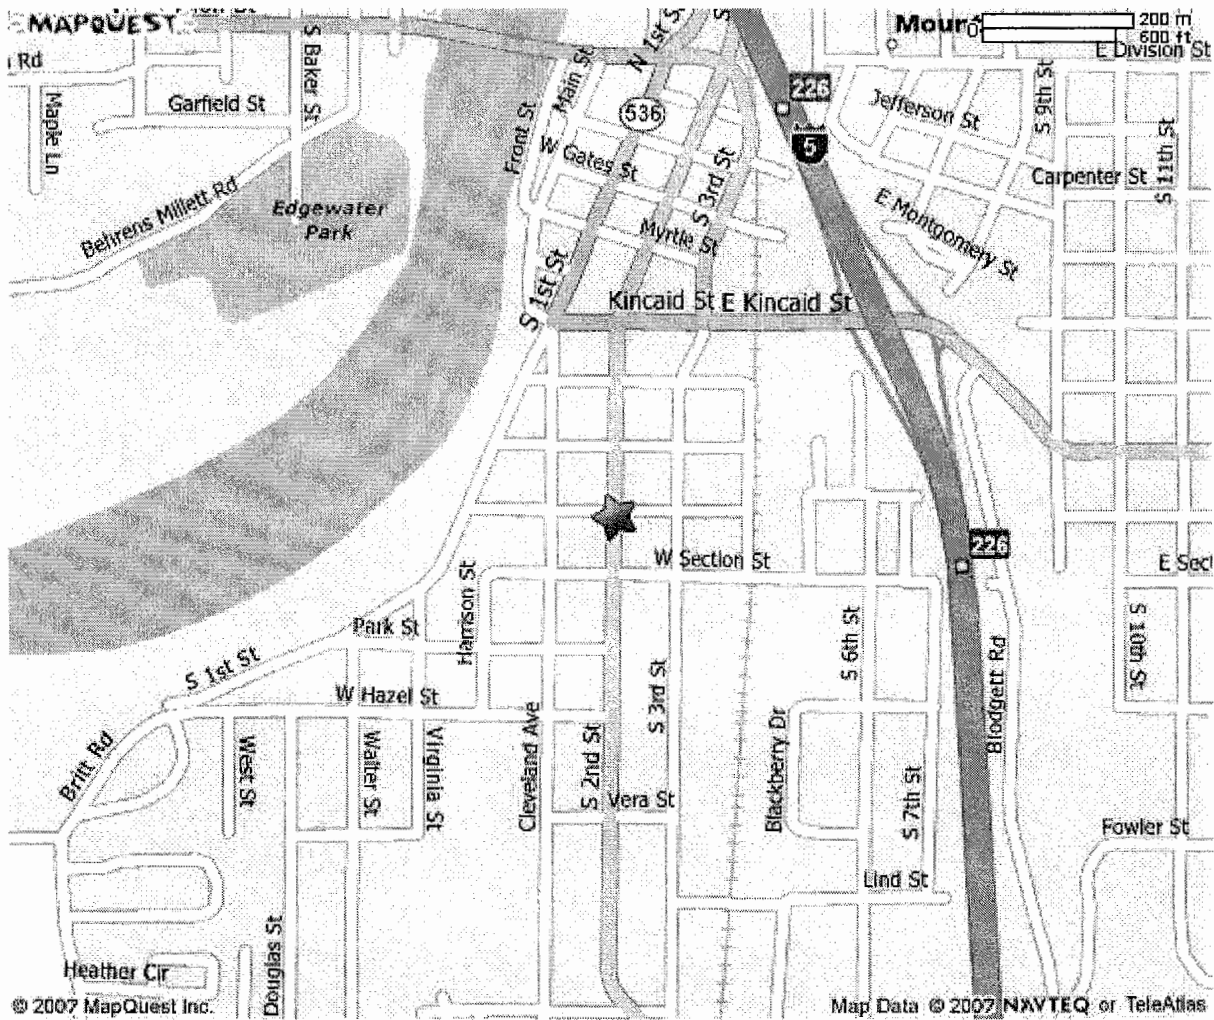 MAPQUEST
Mour
0
200 m
600 ft
E Division St
Rd
S Baker St
N 1st St
S
Main St
226
Garfield St
Maple Ln
Front St
536
Jefferson St
S 9th St
5
W Gates St
S 11th St
Carpenter St
S 3rd St
Behrens Millett Rd
Edgewater
Park
E Montgomery St
Myrtle St
S 1st St
Kincaid St
E Kincaid St
226
W Section St
E Sect
Harrison St
Park St
S 6th St
S 10th St
S 1st St
W Hazel St
S 3rd St
Blodgett Rd
Britt Rd
West St
Walter St
Virginia St
Cleveland Ave
S 2nd St
Blackberry Dr
Vera St
S 7th St
Fowler St
Lind St
Douglas St
Heather Cir
© 2007 MapQuest Inc.
Map Data © 2007 NAVTEQ or TeleAtlas